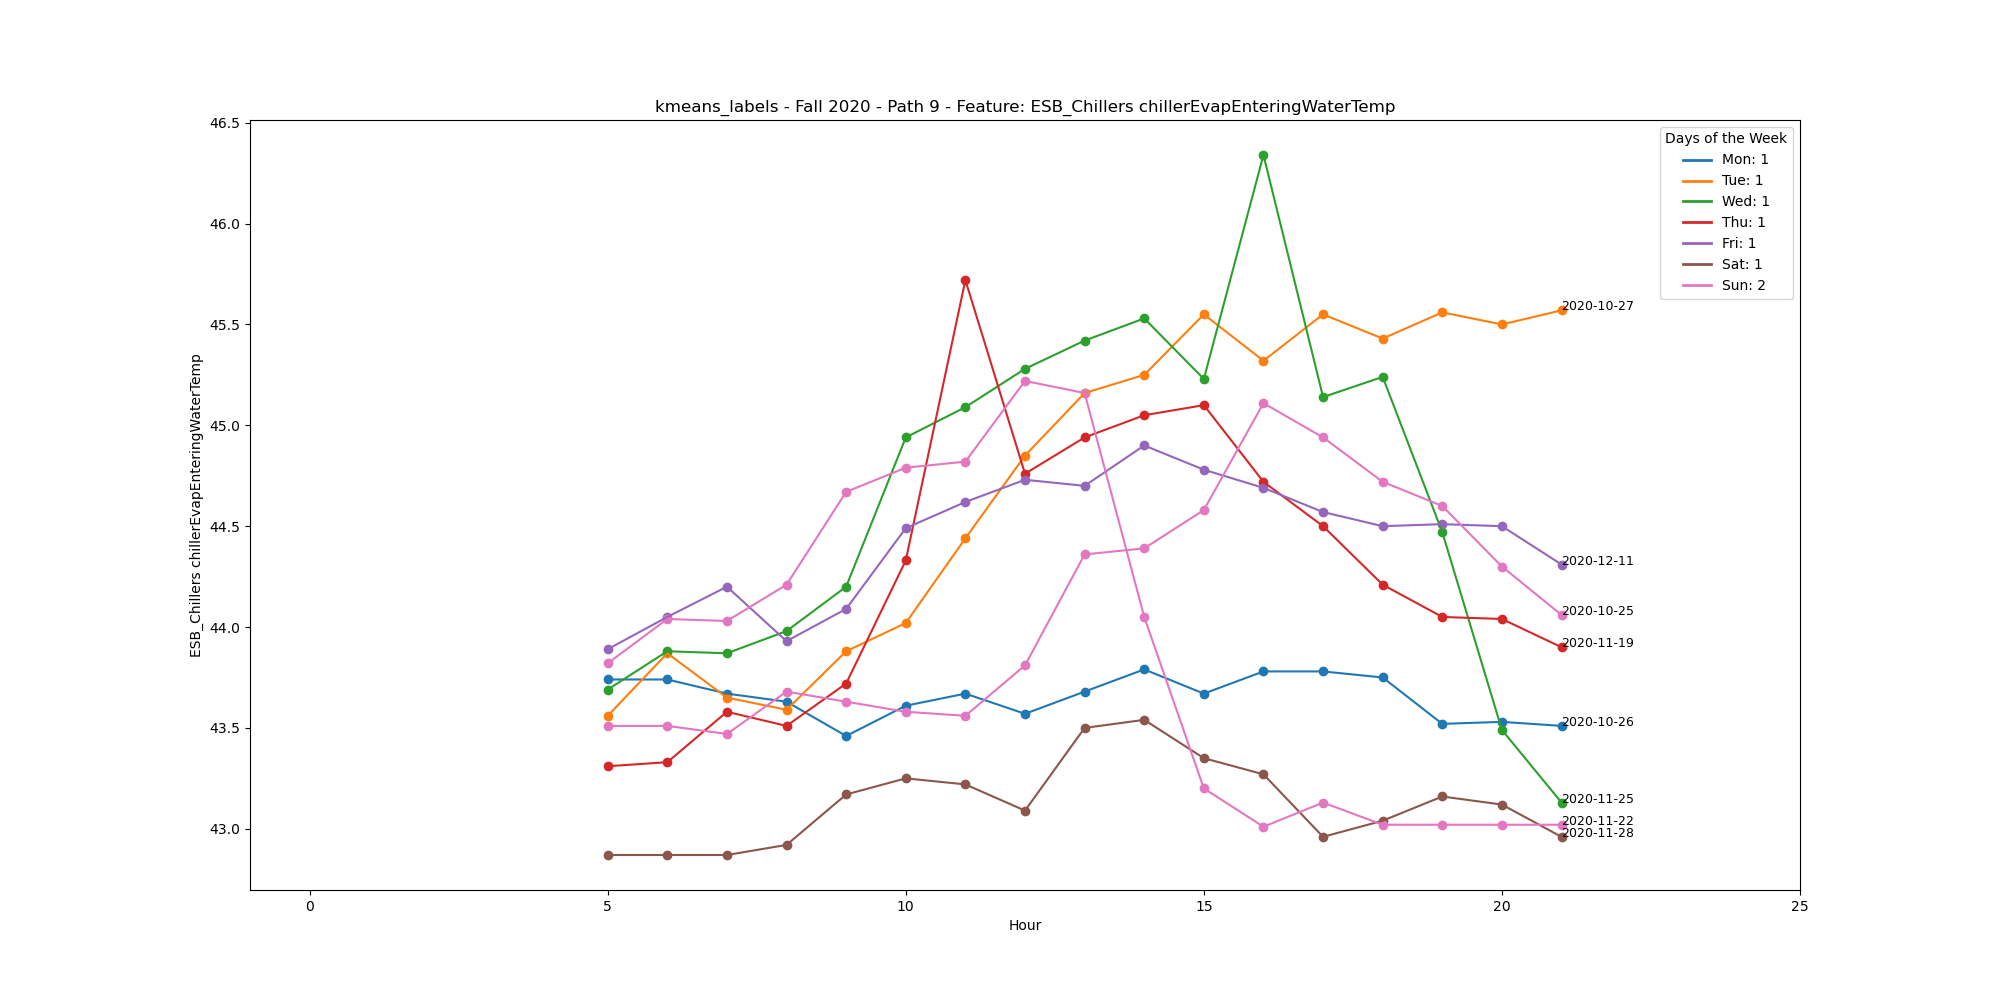 kmeans_labels - Fall 2020 - Path 9 - Feature: ESB_Chillers chillerEvapEnteringWaterTemp
46.5
46.0
45.5
45.0
44.5
44.0
43.5
43.0
ESB_Chillers chillerEvapEnteringWaterTemp
Days of the Week
Mon: 1
Tue: 1
Wed: 1
Thu: 1
Fri: 1
Sat: 1
Sun: 2
2020-10-27
2020-12-11
2020-10-25
2020-11-19
2020-10-26
2020-11-25
2020-11-22
2020-11-28
0 5 10 15 20 25
Hour